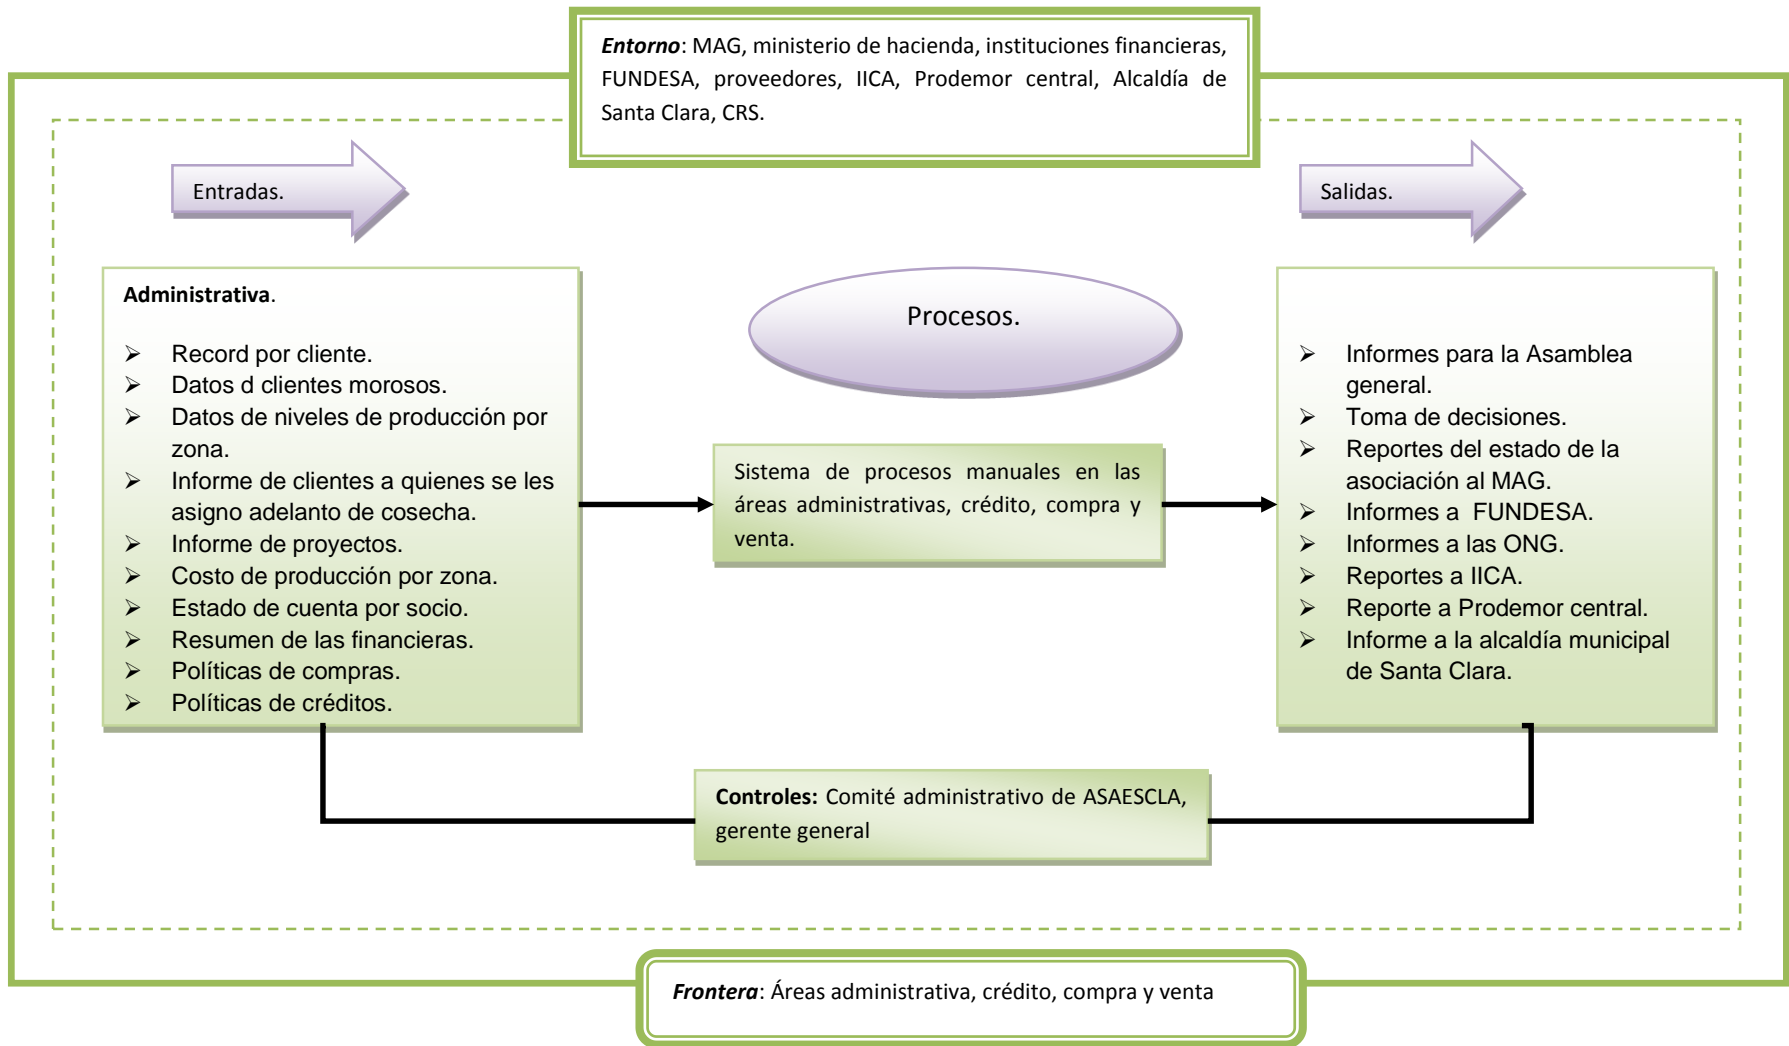 Entorno: MAG, ministerio de hacienda, instituciones financieras,
FUNDESA, proveedores, IICA, Prodemor central, Alcaldía de
Santa Clara, CRS.
Entradas.
Salidas.
Administrativa.
➢ Record por cliente.
➢ Datos d clientes morosos.
➢ Datos de niveles de producción por
zona.
➢ Informe de clientes a quienes se les
asigno adelanto de cosecha.
➢ Informe de proyectos.
➢ Costo de producción por zona.
➢ Estado de cuenta por socio.
➢ Resumen de las financieras.
➢ Políticas de compras.
➢ Políticas de créditos.
Procesos.
Sistema de procesos manuales en las
áreas administrativas, crédito, compra y
venta.
➢ Informes para la Asamblea
general.
➢ Toma de decisiones.
➢ Reportes del estado de la
asociación al MAG.
➢ Informes a FUNDESA.
➢ Informes a las ONG.
➢ Reportes a IICA.
➢ Reporte a Prodemor central.
➢ Informe a la alcaldía municipal
de Santa Clara.
Controles: Comité administrativo de ASAESCLA,
gerente general
Frontera: Áreas administrativa, crédito, compra y venta